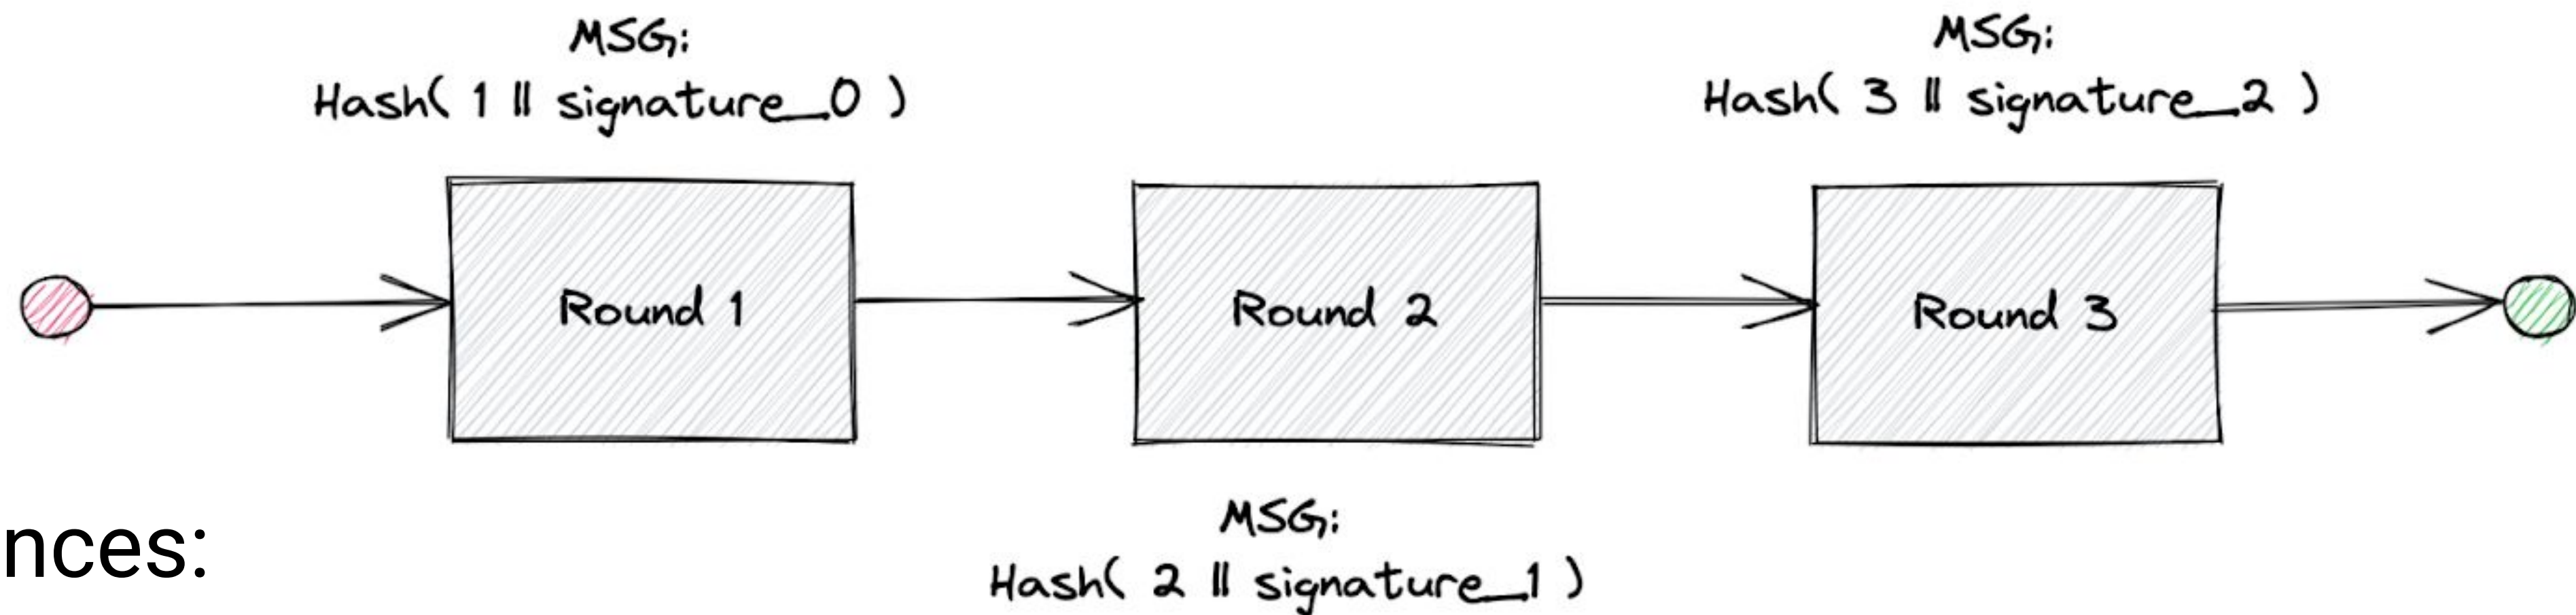 MSG:
Hash( 1 || signature_0 )
MSG:
Hash( 3 || signature_2 )
Round 1
Round 2
Round 3
MSG:
Hash( 2 || signature_1 )
nces: